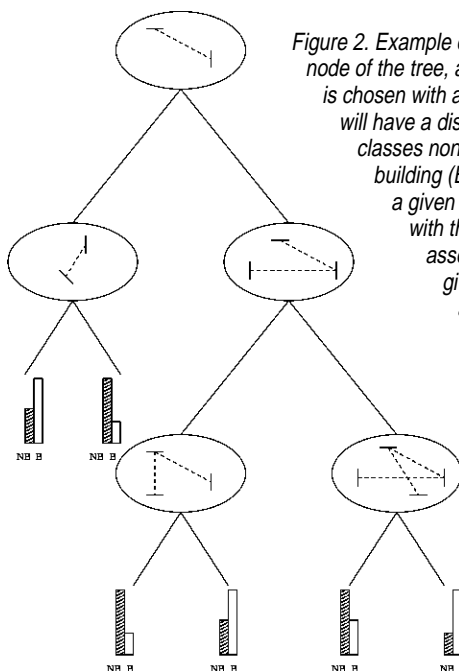 Figure 2. Example
node of the tree, a
is chosen with a
will have a dis
classes non
building (
a given
with th
asse
gi
NB B
NB B
NB B
NB B
NB B
NB B